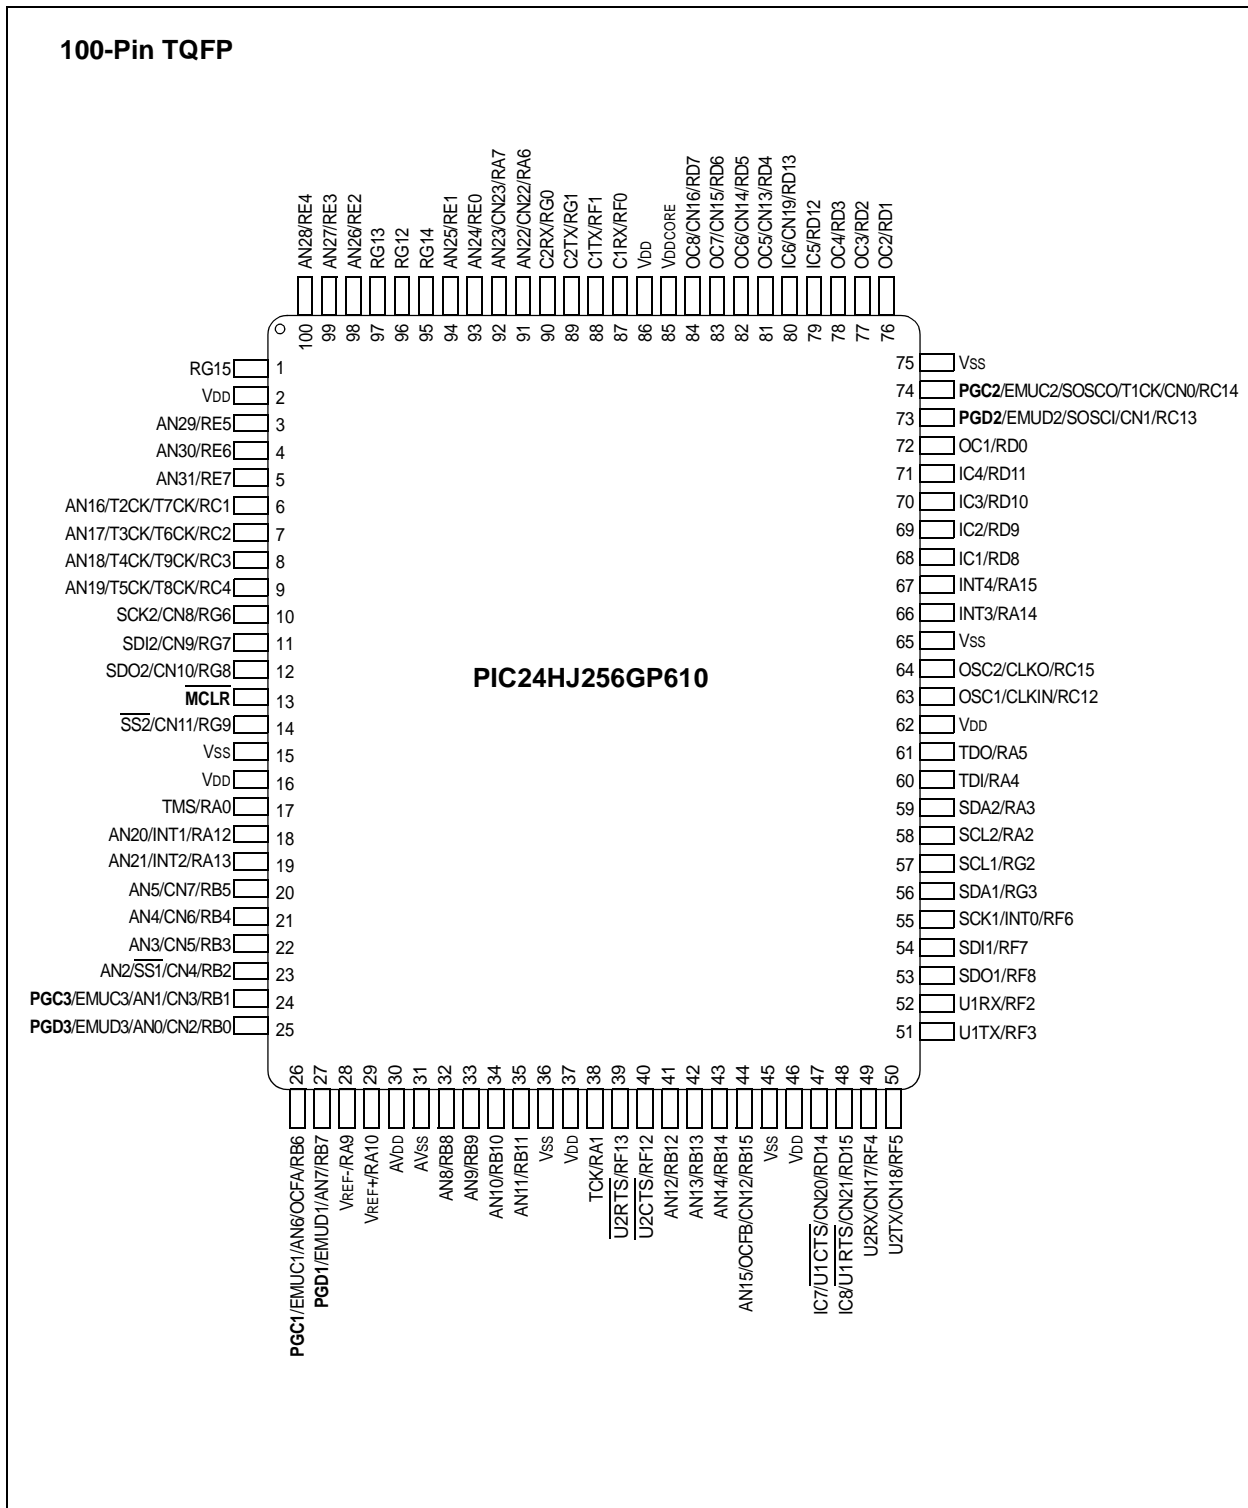 100-Pin TQFP
AN28/RE4
AN27/RE3
AN26/RE2
RG13
RG12
RG14
AN25/RE1
AN24/RE0
AN23/CN23/RA7
AN22/CN22/RA6
C2RX/RG0
C2TX/RG1
C1TX/RF1
C1RX/RF0
VDD
VDDCORE
OC8/CN16/RD7
OC7/CN15/RD6
OC6/CN14/RD5
OC5/CN13/RD4
IC6/CN19/RD13
IC5/RD12
OC4/RD3
OC3/RD2
OC2/RD1
100 99 98 97 96 95 94 93 92 91 90 89 88 87 86 85 84 83 82 81 80 79 78 77 76
RG15 1
VDD 2
AN29/RE5 3
AN30/RE6 4
AN31/RE7 5
AN16/T2CK/T7CK/RC1 6
AN17/T3CK/T6CK/RC2 7
AN18/T4CK/T9CK/RC3 8
AN19/T5CK/T8CK/RC4 9
SCK2/CN8/RG6 10
SDI2/CN9/RG7 11
SDO2/CN10/RG8 12
MCLR 13
SS2/CN11/RG9 14
VSS 15
VDD 16
TMS/RA0 17
AN20/INT1/RA12 18
AN21/INT2/RA13 19
AN5/CN7/RB5 20
AN4/CN6/RB4 21
AN3/CN5/RB3 22
AN2/SS1/CN4/RB2 23
PGC3/EMUC3/AN1/CN3/RB1 24
PGD3/EMUD3/AN0/CN2/RB0 25
PIC24HJ256GP610
75 VSS
74 PGC2/EMUC2/SOSCO/T1CK/CN0/RC14
73 PGD2/EMUD2/SOSCI/CN1/RC13
72 OC1/RD0
71 IC4/RD11
70 IC3/RD10
69 IC2/RD9
68 IC1/RD8
67 INT4/RA15
66 INT3/RA14
65 VSS
64 OSC2/CLKO/RC15
63 OSC1/CLKIN/RC12
62 VDD
61 TDO/RA5
60 TDI/RA4
59 SDA2/RA3
58 SCL2/RA2
57 SCL1/RG2
56 SDA1/RG3
55 SCK1/INT0/RF6
54 SDI1/RF7
53 SDO1/RF8
52 U1RX/RF2
51 U1TX/RF3
26 27 28 29 30 31 32 33 34 35 36 37 38 39 40 41 42 43 44 45 46 47 48 49 50
PGC1/EMUC1/AN6/OCFA/RB6
PGD1/EMUD1/AN7/RB7
VREF-/RA9
VREF+/RA10
AVDD
AVSS
AN8/RB8
AN9/RB9
AN10/RB10
AN11/RB11
VSS
VDD
TCK/RA1
U2RTS/RF13
U2CTS/RF12
AN12/RB12
AN13/RB13
AN14/RB14
AN15/OCFB/CN12/RB15
VSS
VDD
IC7/U1CTS/CN20/RD14
IC8/U1RTS/CN21/RD15
U2RX/CN17/RF4
U2TX/CN18/RF5